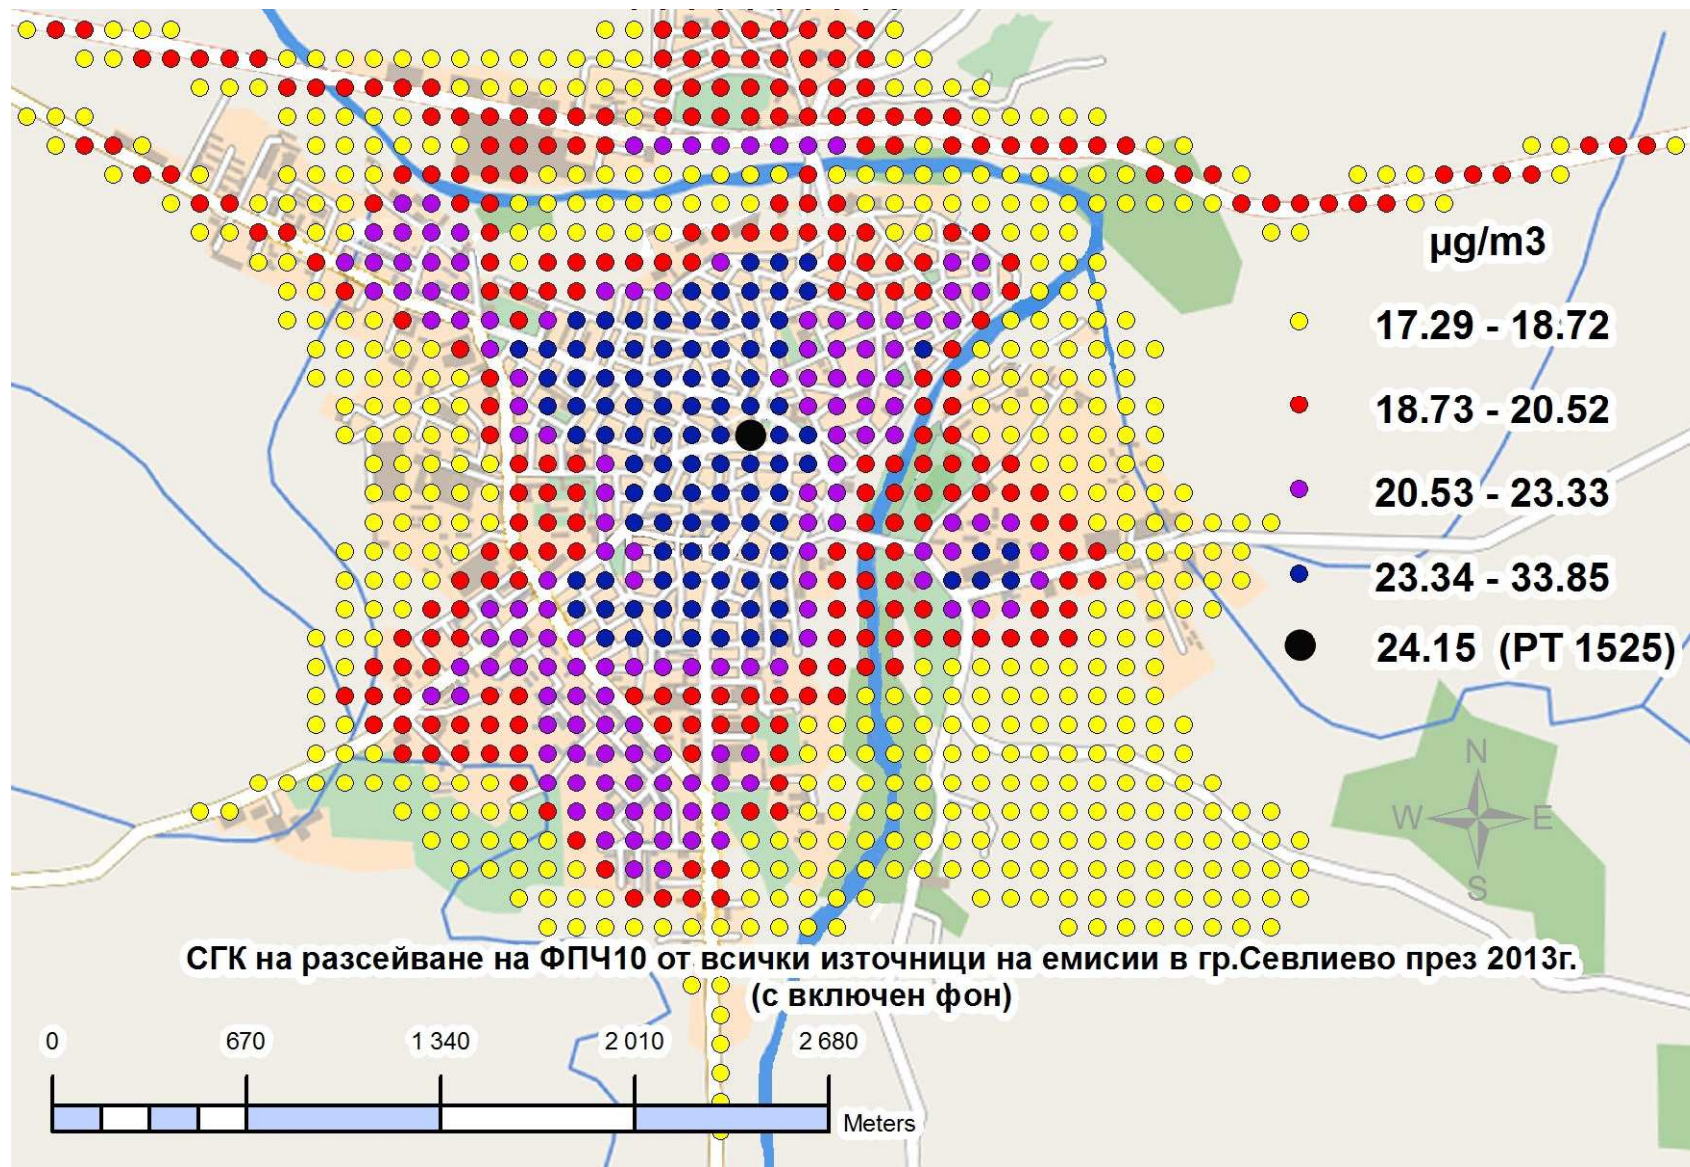 µg/m3
17.29 - 18.72
18.73 - 20.52
20.53 - 23.33
23.34 - 33.85
24.15 (PT 1525)
N
W E
S
СГК на разсейване на ФПЧ10 от всички източници на емисии в гр.Севлиево през 2013г.
(с включен фон)
0 670 1 340 2 010 2 680
Meters